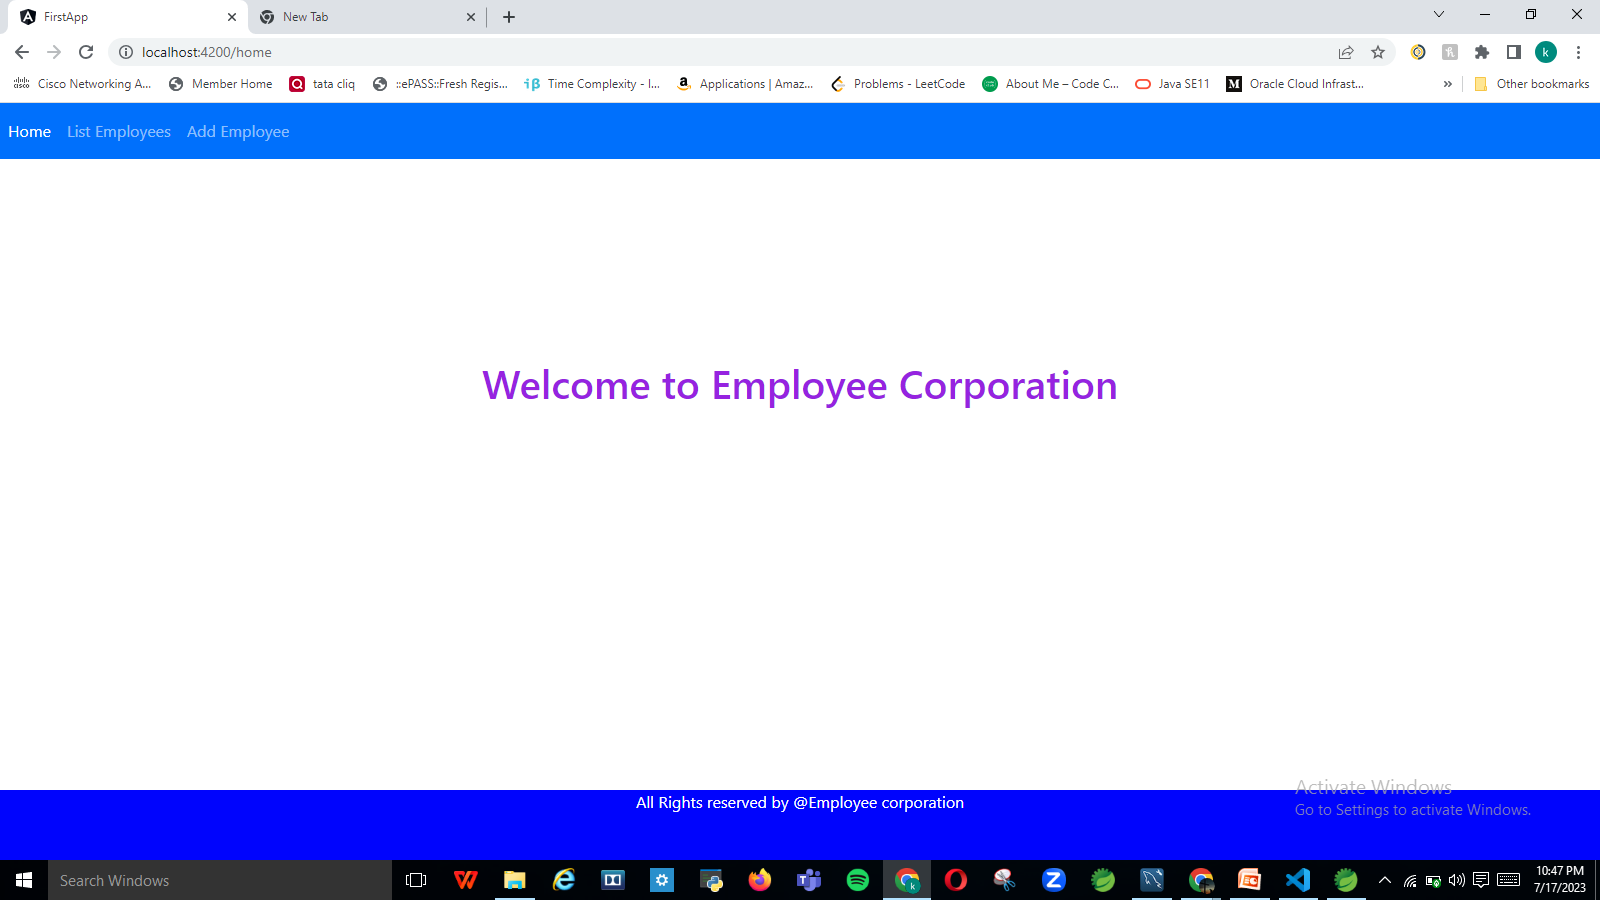 FirstApp
New Tab
localhost:4200/home
k
Cisco Networking A...
Member Home
tata cliq
::ePASS::Fresh Regis...
Time Complexity - I...
Applications | Amaz...
Problems - LeetCode
About Me – Code C...
Java SE11
Oracle Cloud Infrast...
»
Other bookmarks
Home
List Employees
Add Employee
Welcome to Employee Corporation
Activate Windows
Go to Settings to activate Windows.
All Rights reserved by @Employee corporation
Search Windows
10:47 PM
7/17/2023